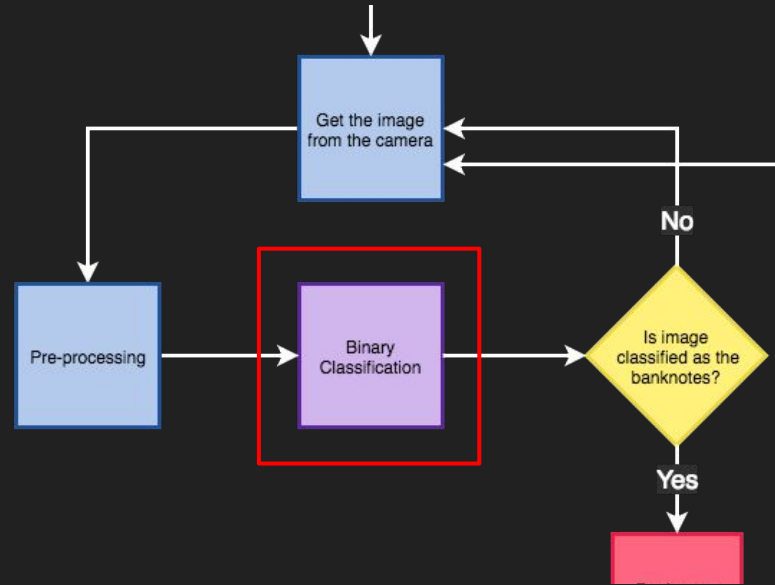 Get the image
from the camera
No
Pre-processing
Binary
Classification
Is image
classified as the
banknotes?
Yes